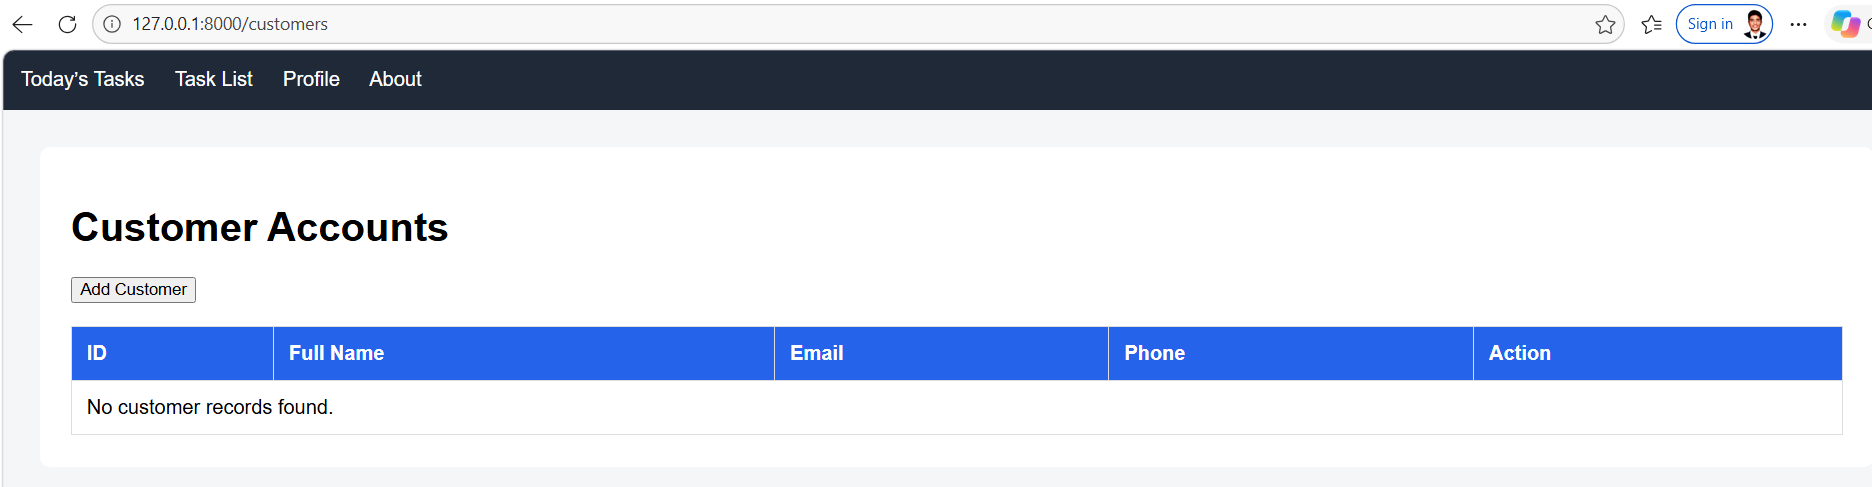 127.0.0.1:8000/customers
Sign in
Today’s Tasks Task List Profile About
Customer Accounts
Add Customer
ID Full Name Email Phone Action
No customer records found.